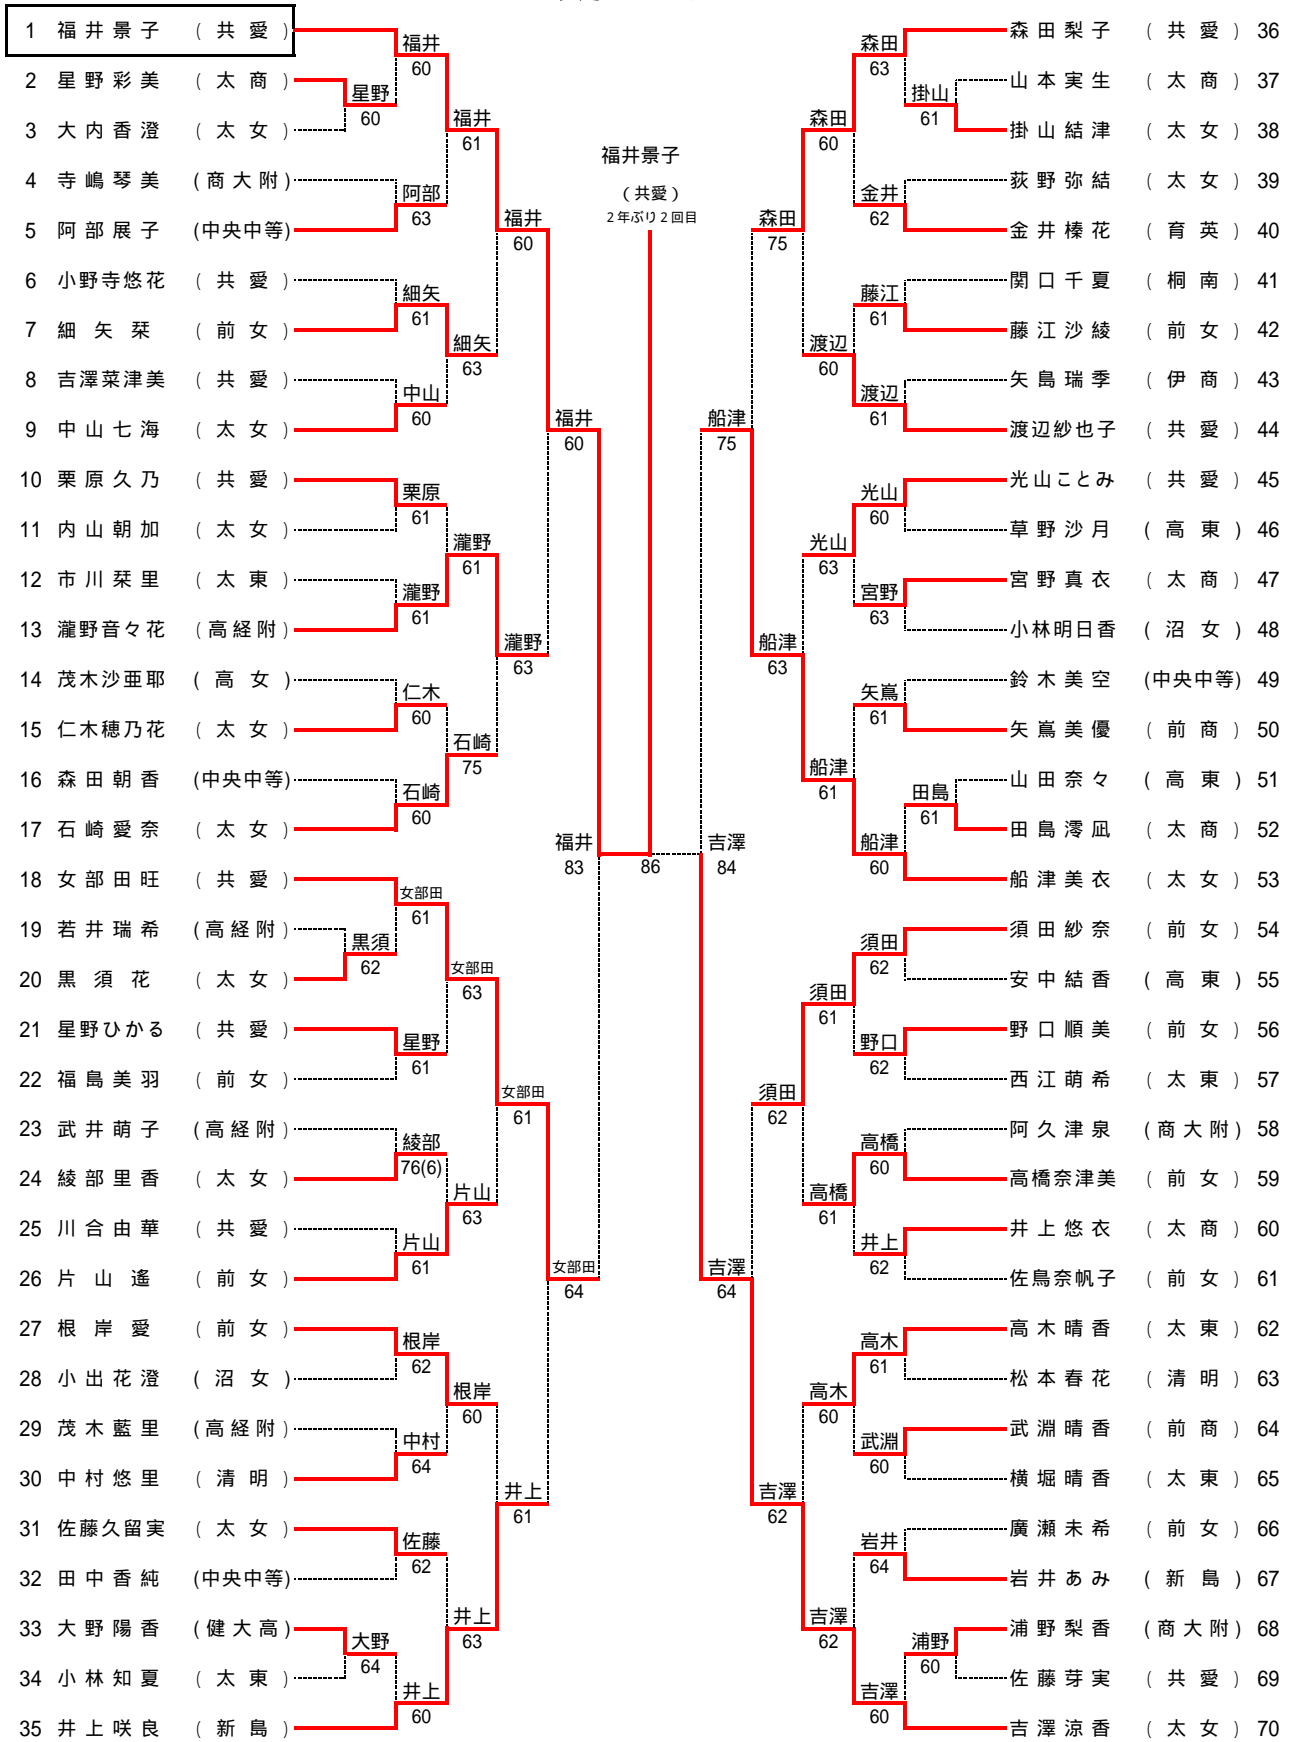 1 福井景子 (共愛)
2 星野彩美 (太商)
3 大内香澄 (太女)
4 寺嶋琴美 (商大附)
5 阿部展子 (中央中等)
6 小野寺悠花 (共愛)
7 細矢栞 (前女)
8 吉澤菜津美 (共愛)
9 中山七海 (太女)
10 栗原久乃 (共愛)
11 内山朝加 (太女)
12 市川栞里 (太東)
13 瀧野音々花 (高経附)
14 茂木沙亜耶 (高女)
15 仁木穂乃花 (太女)
16 森田朝香 (中央中等)
17 石崎愛奈 (太女)
18 女部田旺 (共愛)
19 若井瑞希 (高経附)
20 黒須花 (太女)
21 星野ひかる (共愛)
22 福島美羽 (前女)
23 武井萌子 (高経附)
24 綾部里香 (太女)
25 川合由華 (共愛)
26 片山遙 (前女)
27 根岸愛 (前女)
28 小出花澄 (沼女)
29 茂木藍里 (高経附)
30 中村悠里 (清明)
31 佐藤久留実 (太女)
32 田中香純 (中央中等)
33 大野陽香 (健大高)
34 小林知夏 (太東)
35 井上咲良 (新島)
星野
60
黒須
62
大野
64
福井
60
阿部
63
細矢
61
中山
60
栗原
61
瀧野
61
仁木
60
石崎
60
女部田
61
星野
61
綾部
76(6)
片山
61
根岸
62
中村
64
佐藤
62
井上
60
福井
61
細矢
63
瀧野
61
石崎
75
女部田
63
片山
63
根岸
60
井上
63
福井
60
瀧野
63
女部田
61
井上
61
福井
60
女部田
64
福井
83
福井景子
(共愛)
2年ぶり2回目
86
吉澤
84
船津
75
吉澤
64
森田
75
船津
63
須田
62
吉澤
62
森田
60
渡辺
60
光山
63
船津
61
須田
61
高橋
61
高木
60
吉澤
62
森田
63
金井
62
藤江
61
渡辺
61
光山
60
宮野
63
矢嶌
61
船津
60
須田
62
野口
62
高橋
60
井上
62
高木
61
武淵
60
岩井
64
吉澤
60
掛山
61
田島
61
浦野
60
森田梨子 (共愛) 36
山本実生 (太商) 37
掛山結津 (太女) 38
荻野弥結 (太女) 39
金井榛花 (育英) 40
関口千夏 (桐南) 41
藤江沙綾 (前女) 42
矢島瑞季 (伊商) 43
渡辺紗也子 (共愛) 44
光山ことみ (共愛) 45
草野沙月 (高東) 46
宮野真衣 (太商) 47
小林明日香 (沼女) 48
鈴木美空 (中央中等) 49
矢嶌美優 (前商) 50
山田奈々 (高東) 51
田島澪凪 (太商) 52
船津美衣 (太女) 53
須田紗奈 (前女) 54
安中結香 (高東) 55
野口順美 (前女) 56
西江萌希 (太東) 57
阿久津泉 (商大附) 58
高橋奈津美 (前女) 59
井上悠衣 (太商) 60
佐鳥奈帆子 (前女) 61
高木晴香 (太東) 62
松本春花 (清明) 63
武淵晴香 (前商) 64
横堀晴香 (太東) 65
廣瀬未希 (前女) 66
岩井あみ (新島) 67
浦野梨香 (商大附) 68
佐藤芽実 (共愛) 69
吉澤涼香 (太女) 70